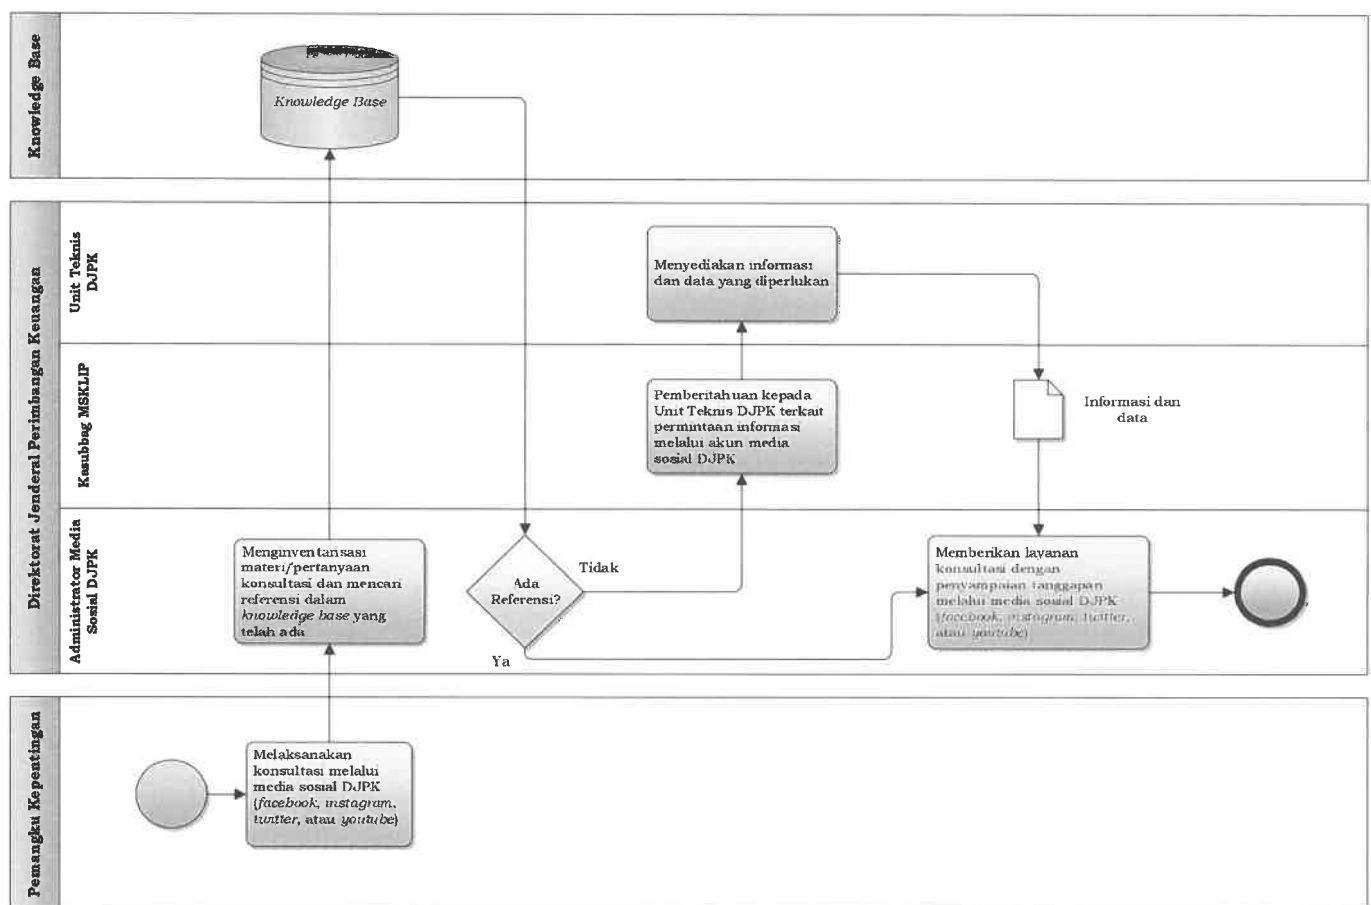 Knowledge Base
Knowledge Base
Direktorat Jenderal Perimbangan Keuangan
Unit Teknis
DJPK
Menyediakan informasi
dan data yang diperlukan
Kasubbag MSKLIP
Pemberitahuan kepada
Unit Teknis DJPK terkait
permintaan informasi
melalui akun media
sosial DJPK
Informasi dan
data
Administrator Media
Sosial DJPK
Menginventarisasi
materi/pertanyaan
konsultasi dan mencari
referensi dalam
knowledge base yang
telah ada
Ada
Referensi?
Tidak
Ya
Memberikan layanan
konsultasi dengan
penyampaian tanggapan
melalui media sosial DJPK
(facebook, instagram, twitter,
atau youtube)
Pemangku Kepentingan
Melaksanakan
konsultasi melalui
media sosial DJPK
(facebook, instagram,
twitter, atau youtube)